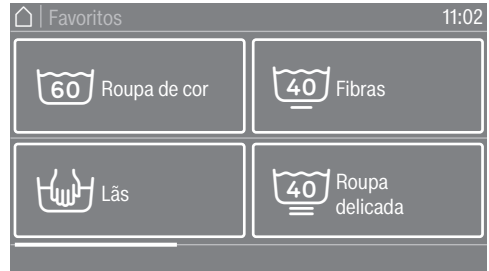 Favoritos 11:02
60 Roupa de cor
40 Fibras
Lãs
40 Roupa
delicada